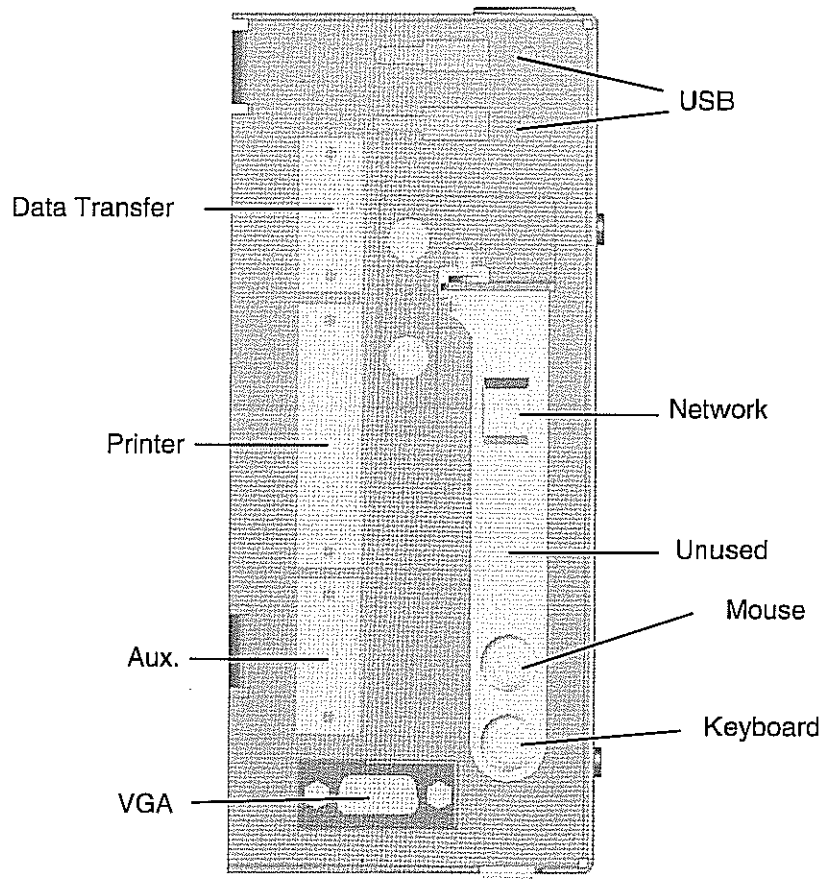 USB
Data Transfer
Network
Printer
Unused
Mouse
Aux.
Keyboard
VGA